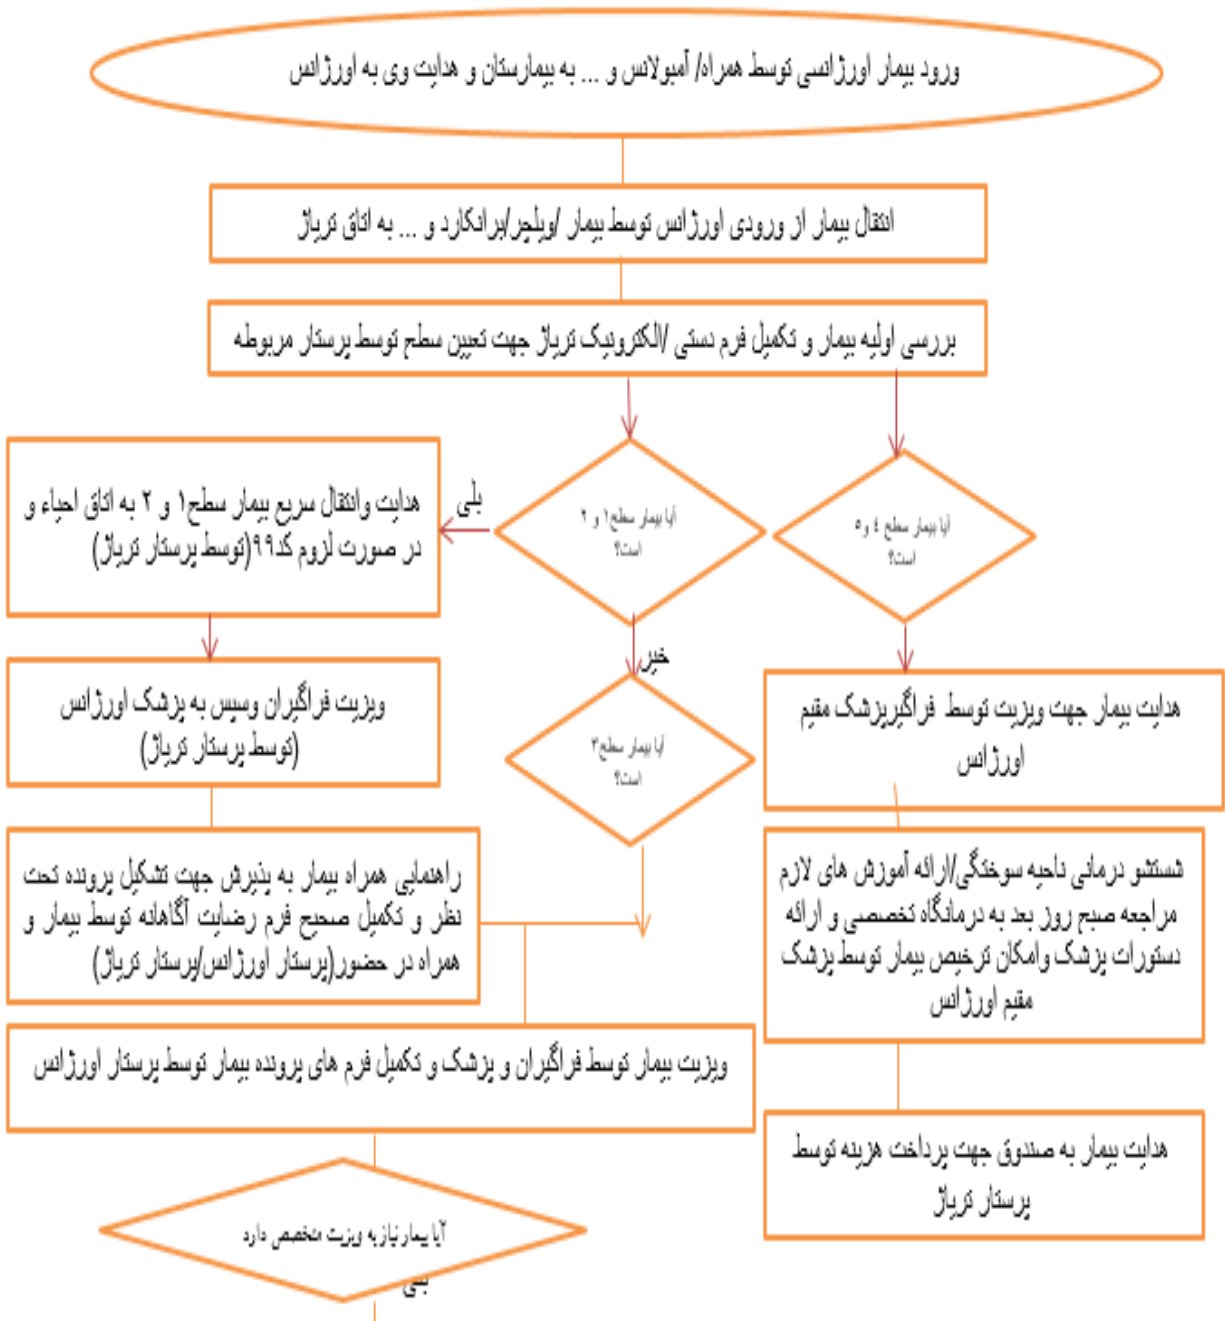 ورود بیمار اورژانسی توسط همراه/ آمبولانس و ... به بیمارستان و هدایت وی به اورژانس
انتقال بیمار از ورودی اورژانس توسط بیمار /ویلچر/برانکارد و ... به اتاق تریاژ
بررسی اولیه بیمار و تکمیل فرم دستی /الکترونیک تریاژ جهت تعیین سطح توسط پرستار مربوطه
آیا بیمار سطح ٤ و٥
است؟
آیا بیمار سطح۱ و ۲
است؟
بلی
هدایت وانتقال سریع بیمار سطح۱ و ۲ به اتاق احیاء و
در صورت لزوم کد۹۹(توسط پرستار تریاژ)
خیر
ویزیت فراگیران وسپس به پزشک اورژانس
(توسط پرستار تریاژ)
آیا بیمار سطح۳
است؟
هدایت بیمار جهت ویزیت توسط فراگیرپزشک مقیم
اورژانس
راهنمایی همراه بیمار به پذیرش جهت تشکیل پرونده تحت
نظر و تکمیل صحیح فرم رضایت آگاهانه توسط بیمار و
همراه در حضور(پرستار اورژانس/پرستار تریاژ)
شستشو درمانی ناحیه سوختگی/ارائه آموزش های لازم
مراجعه صبح روز بعد به درمانگاه تخصصی و ارائه
دستورات پزشک وامکان ترخیص بیمار توسط پزشک
مقیم اورژانس
ویزیت بیمار توسط فراگیران و پزشک و تکمیل فرم های پرونده بیمار توسط پرستار اورژانس
هدایت بیمار به صندوق جهت پرداخت هزینه توسط
پرستار تریاژ
آیا بیمار نیاز به ویزیت متخصص دارد
بلی